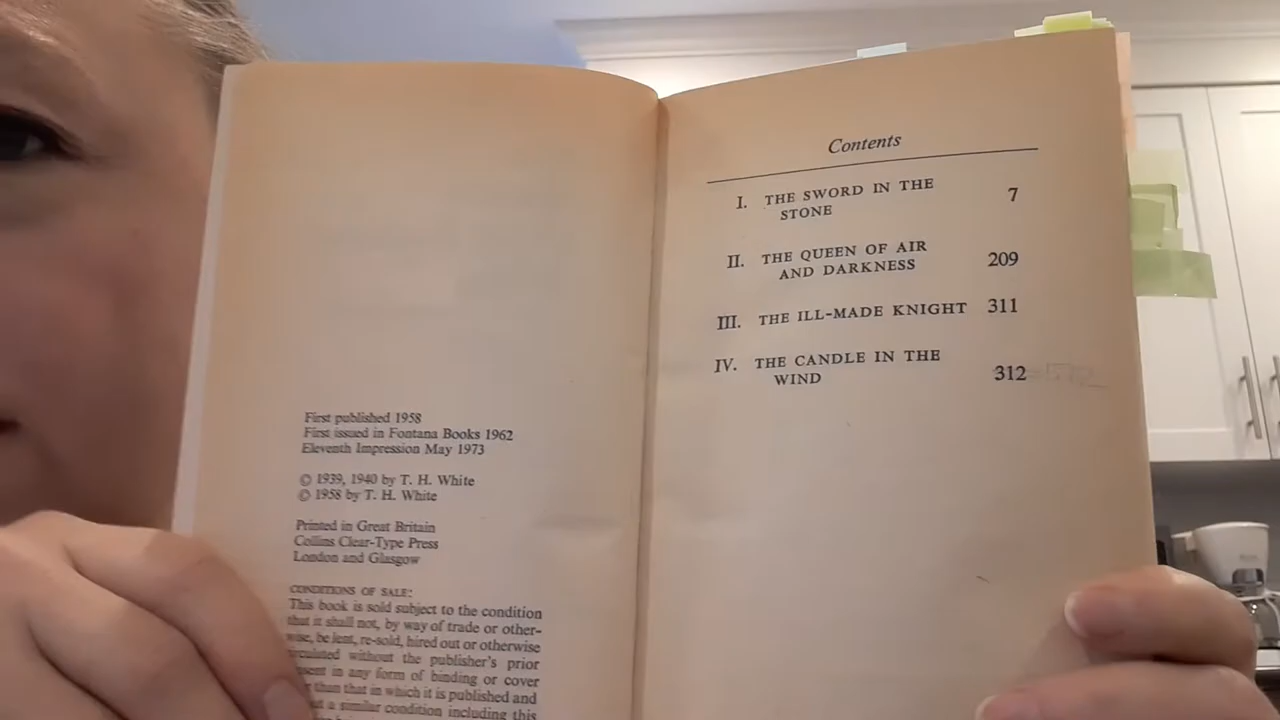 First published 1958
First issued in Fontana Books 1962
Eleventh Impression May 1973
© 1939, 1940 by T. H. White
© 1958 by T. H. White
Printed in Great Britain
Collins Clear-Type Press
London and Glasgow
CONDITIONS OF SALE:
This book is sold subject to the condition
that it shall not, by way of trade or other-
wise, be lent, re-sold, hired out or otherwise
without the publisher's prior
in any form of binding or cover
than that in which it is published and
a similar condition including this
Contents
I. THE SWORD IN THE
STONE 7
II. THE QUEEN OF AIR
AND DARKNESS 209
III. THE ILL-MADE KNIGHT 311
IV. THE CANDLE IN THE
WIND 312